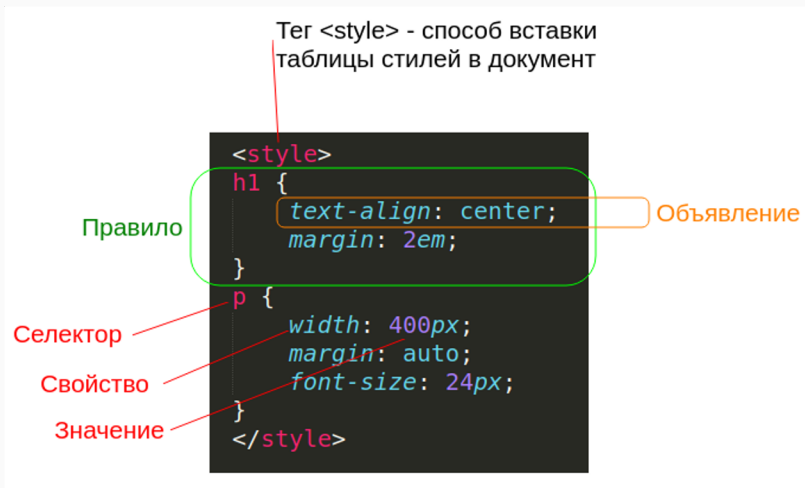 Тег <style> - способ вставки
таблицы стилей в документ
<style>
h1 {
text-align: center;
Объявление
Правило
margin: 2em;
}
p {
Селектор
width: 400px;
margin: auto;
Свойство
font-size: 24px;
}
Значение
</style>